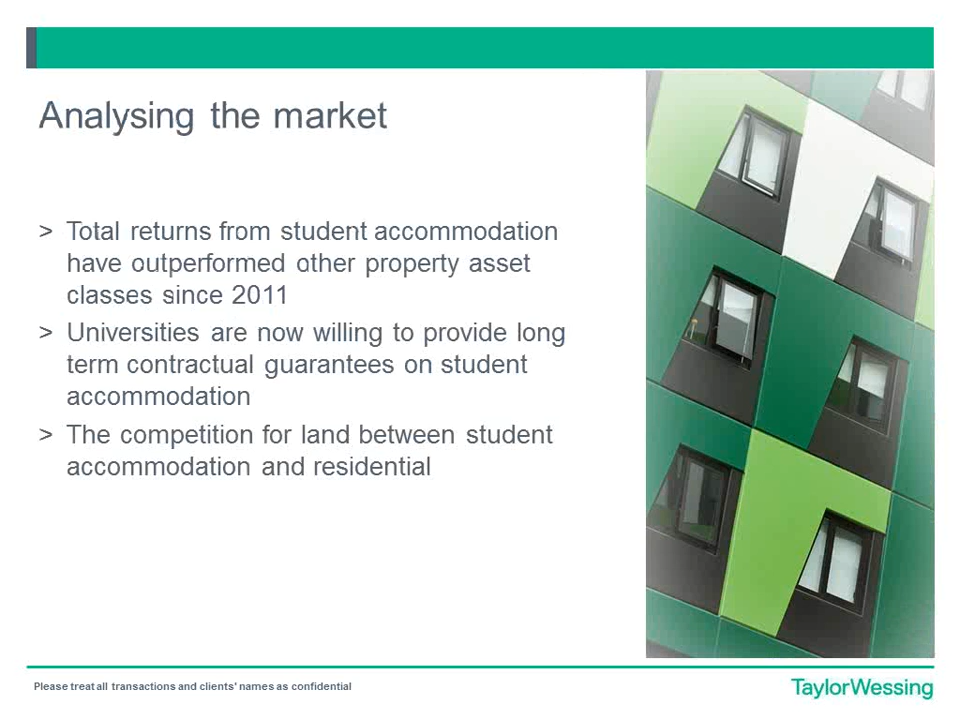 Analysing the market
> Total returns from student accommodation
have outperformed other property asset
classes since 2011
> Universities are now willing to provide long
term contractual guarantees on student
accommodation
> The competition for land between student
accommodation and residential
Please treat all transactions and clients' names as confidential
TaylorWessing